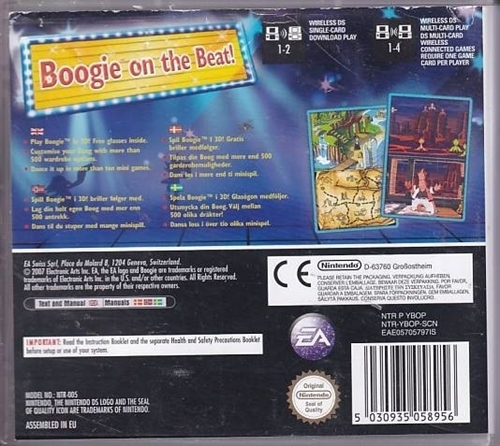 WIRELESS DS
SINGLE-CARD
DOWNLOAD PLAY
1-2
WIRELESS DS
MULTI-CARD PLAY
DS MULTI-CARD
WIRELESS
CONNECTED GAMES
REQUIRE ONE GAME
CARD PER PLAYER
1-4
Boogie on the Beat!
Play Boogie™ in 3D! Free glasses inside.
Customise your Boog with more than
500 wardrobe options.
Dance it up in more than ten mini games.
Spil Boogie™ I 3D! Gratis
briller medfølger.
Tilpas din Boog med mere end 500
garderobemuligheder.
Dans løs i mere end ti minispil.
Spill Boogie™ I 3D! briller følger med.
Lag din helt egen Boog med mer enn
500 antrekk.
Dans til du stuper med mange minispill.
Spela Boogie™ I 3D! Glasögon medföljer.
Utsmycka din Boog. Välj mellan
500 olika dräkter!
Dansa loss i över tio olika minispel.
EA Swiss Sarl, Place du Molard 8, 1204 Geneva, Switzerland.
© 2007 Electronic Arts Inc. EA, the EA logo and Boogie are trademarks or registered
trademarks of Electronic Arts Inc. in the U.S. and/or other countries. All Rights Reserved.
All other trademarks are the property of their respective owners.
Text and Manual
Manuals
CE
Nintendo
D-63760 Großostheim
PLEASE RETAIN THE PACKAGING. VERPACKUNG AUFHEBEN.
CONSERVER L'EMBALLAGE. BEWAAR DEZE VERPAKKING. POR FAVOR,
GUARDA ESTA CAJA.
GUARDAR A EMBALAGEM. SÄILYTÄ PAKKAUS. CONSERVA QUESTO INVOLUCRO.
IMPORTANT: Read the Instruction Booklet and the separate Health and Safety Precautions Booklet
before setup or use of your system.
EA
NTR P YBOP
NTR-YBOP-SCN
EAE05705797IS
MODEL NO.: NTR-005
NINTENDO, THE NINTENDO DS LOGO AND THE SEAL
OF QUALITY ICON ARE TRADEMARKS OF NINTENDO.
ASSEMBLED IN EU
Original
Nintendo
Seal of
Quality
5 030935 058956